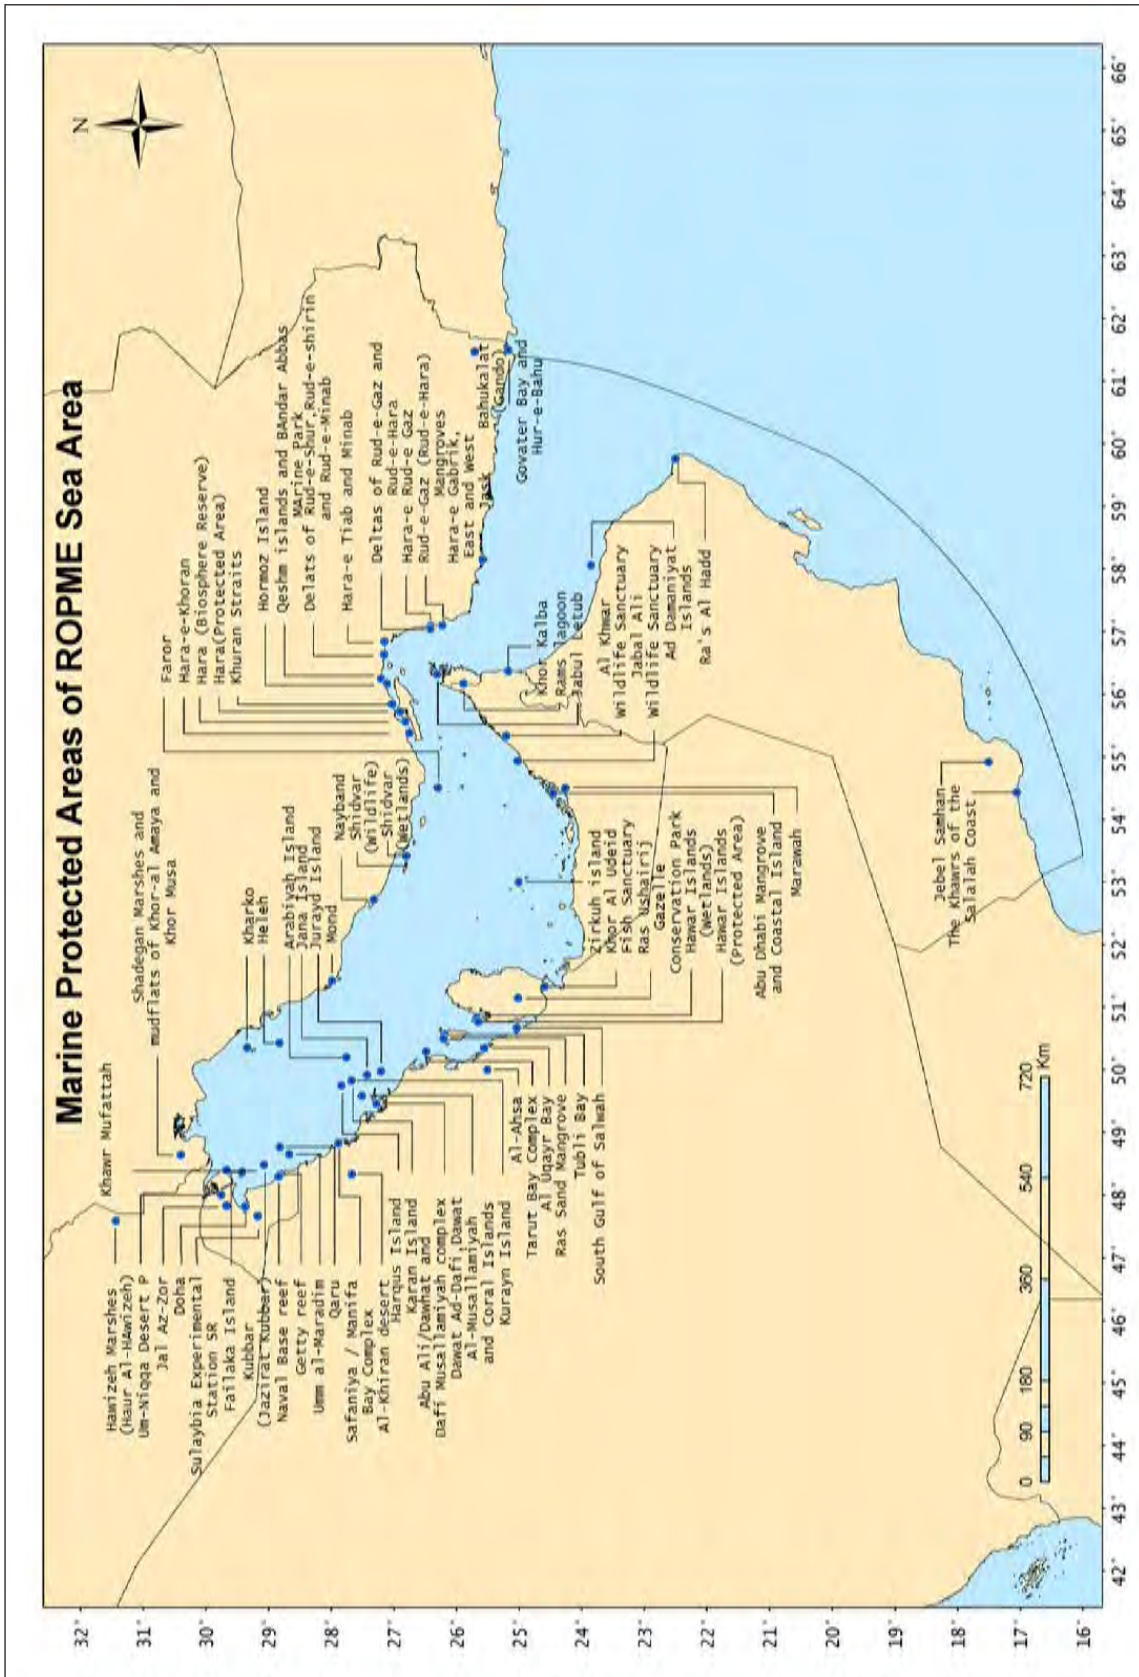 Marine Protected Areas of ROPME Sea Area
N
Shadegan Marshes and
mudflats of Khor-al Amaya and
Khor Musa
Khawr Mufattah
Kharko
Heleh
Arabiyah Island
Jana Island
Jurayd Island
Mond
Nayband
Shidvar
(Wildlife)
Shidvar
(Wetlands)
Faror
Hara-e-Khoran
Hara (Biosphere Reserve)
Hara(Protected Area)
Khuran Straits
Hormoz Island
Qeshm islands and BAndar Abbas
MArine Park
Delats of Rud-e-Shur,Rud-e-shirin
and Rud-e-Minab
Hara-e Tiab and Minab
Deltas of Rud-e-Gaz and
Rud-e-Hara
Hara-e Rud-e Gaz
Rud-e-Gaz (Rud-e-Hara)
Mangroves
Hara-e Gabrik,
East and West
Jask
Bahukalat
(Gando)
Govater Bay and
Hur-e-Bahu
Hawizeh Marshes
(Haur Al-HAwizeh)
Um-Niqqa Desert P
Jal Az-Zor
Doha
Sulaybia Experimental
Station SR
Failaka Island
Kubbar
(Jazirat Kubbar)
Naval Base reef
Getty reef
Umm al-Maradim
Qaru
Safaniya / Manifa
Bay Complex
Al-Khiran desert
Harqus Island
Karan Island
Abu Ali/Dawhat and
Dafi Musallamiyah complex
Dawat Ad-Dafi,Dawat
Al-Musallamiyah
and Coral Islands
Kurayn Island
Al-Ahsa
Tarut Bay Complex
Al Uqayr Bay
Ras Sand Mangrove
Tubli Bay
South Gulf of Salwah
Zirkuh island
Khor Al Udeid
Fish Sanctuary
Ras Ushairij
Gazelle
Conservation Park
Hawar Islands
(Wetlands)
Hawar Islands
(Protected Area)
Abu Dhabi Mangrove
and Coastal Island
Marawah
Khor Kalba
Rams lagoon
Jabul Letub
Al Khwar
Wildlife Sanctuary
Jabal Ali
Wildlife Sanctuary
Ad Damaniyat
Islands
Ra's Al Hadd
Jebel Samhan
The Khawrs of the
Salalah Coast
0 90 180 360 540 720
Km
32° 31° 30° 29° 28° 27° 26° 25° 24° 23° 22° 21° 20° 19° 18° 17° 16°
42° 43° 44° 45° 46° 47° 48° 49° 50° 51° 52° 53° 54° 55° 56° 57° 58° 59° 60° 61° 62° 63° 64° 65° 66°